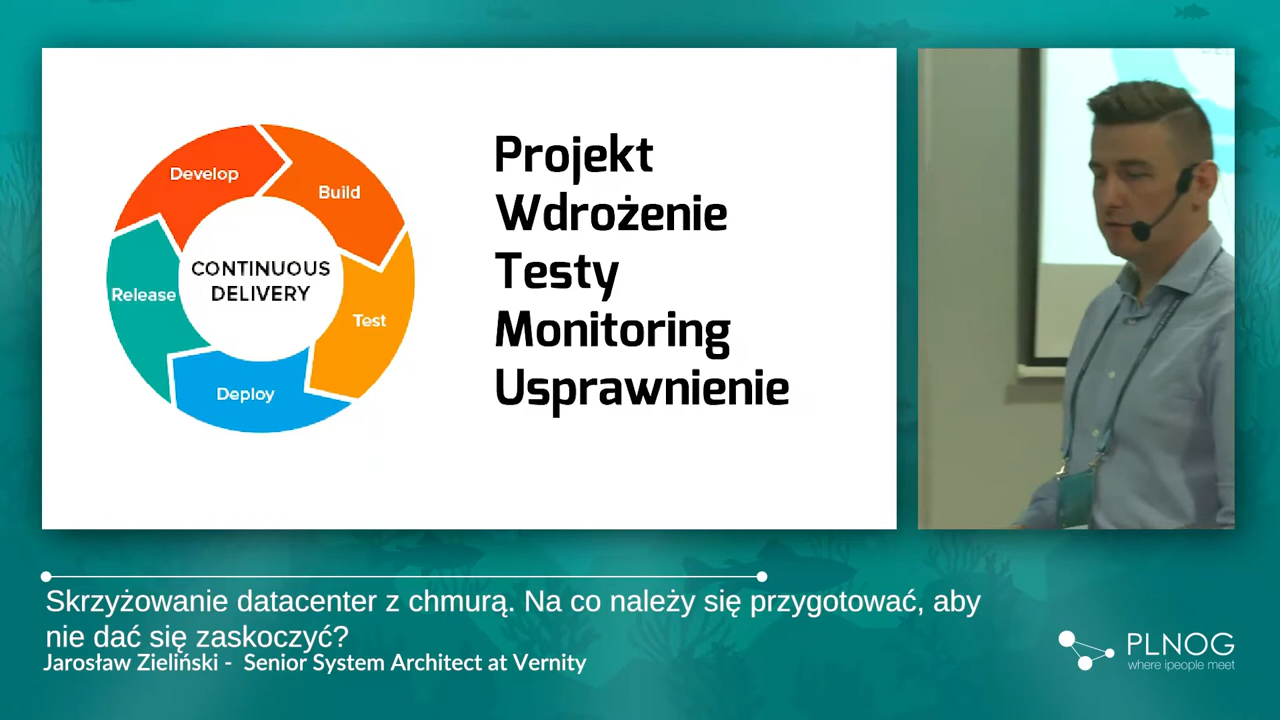 Develop
Build
CONTINUOUS
DELIVERY
Release
Test
Deploy
Projekt
Wdrożenie
Testy
Monitoring
Usprawnienie
Skrzyżowanie datacenter z chmurą. Na co należy się przygotować, aby
nie dać się zaskoczyć?
Jarosław Zieliński - Senior System Architect at Vernity
PLNOG
where ipeople meet